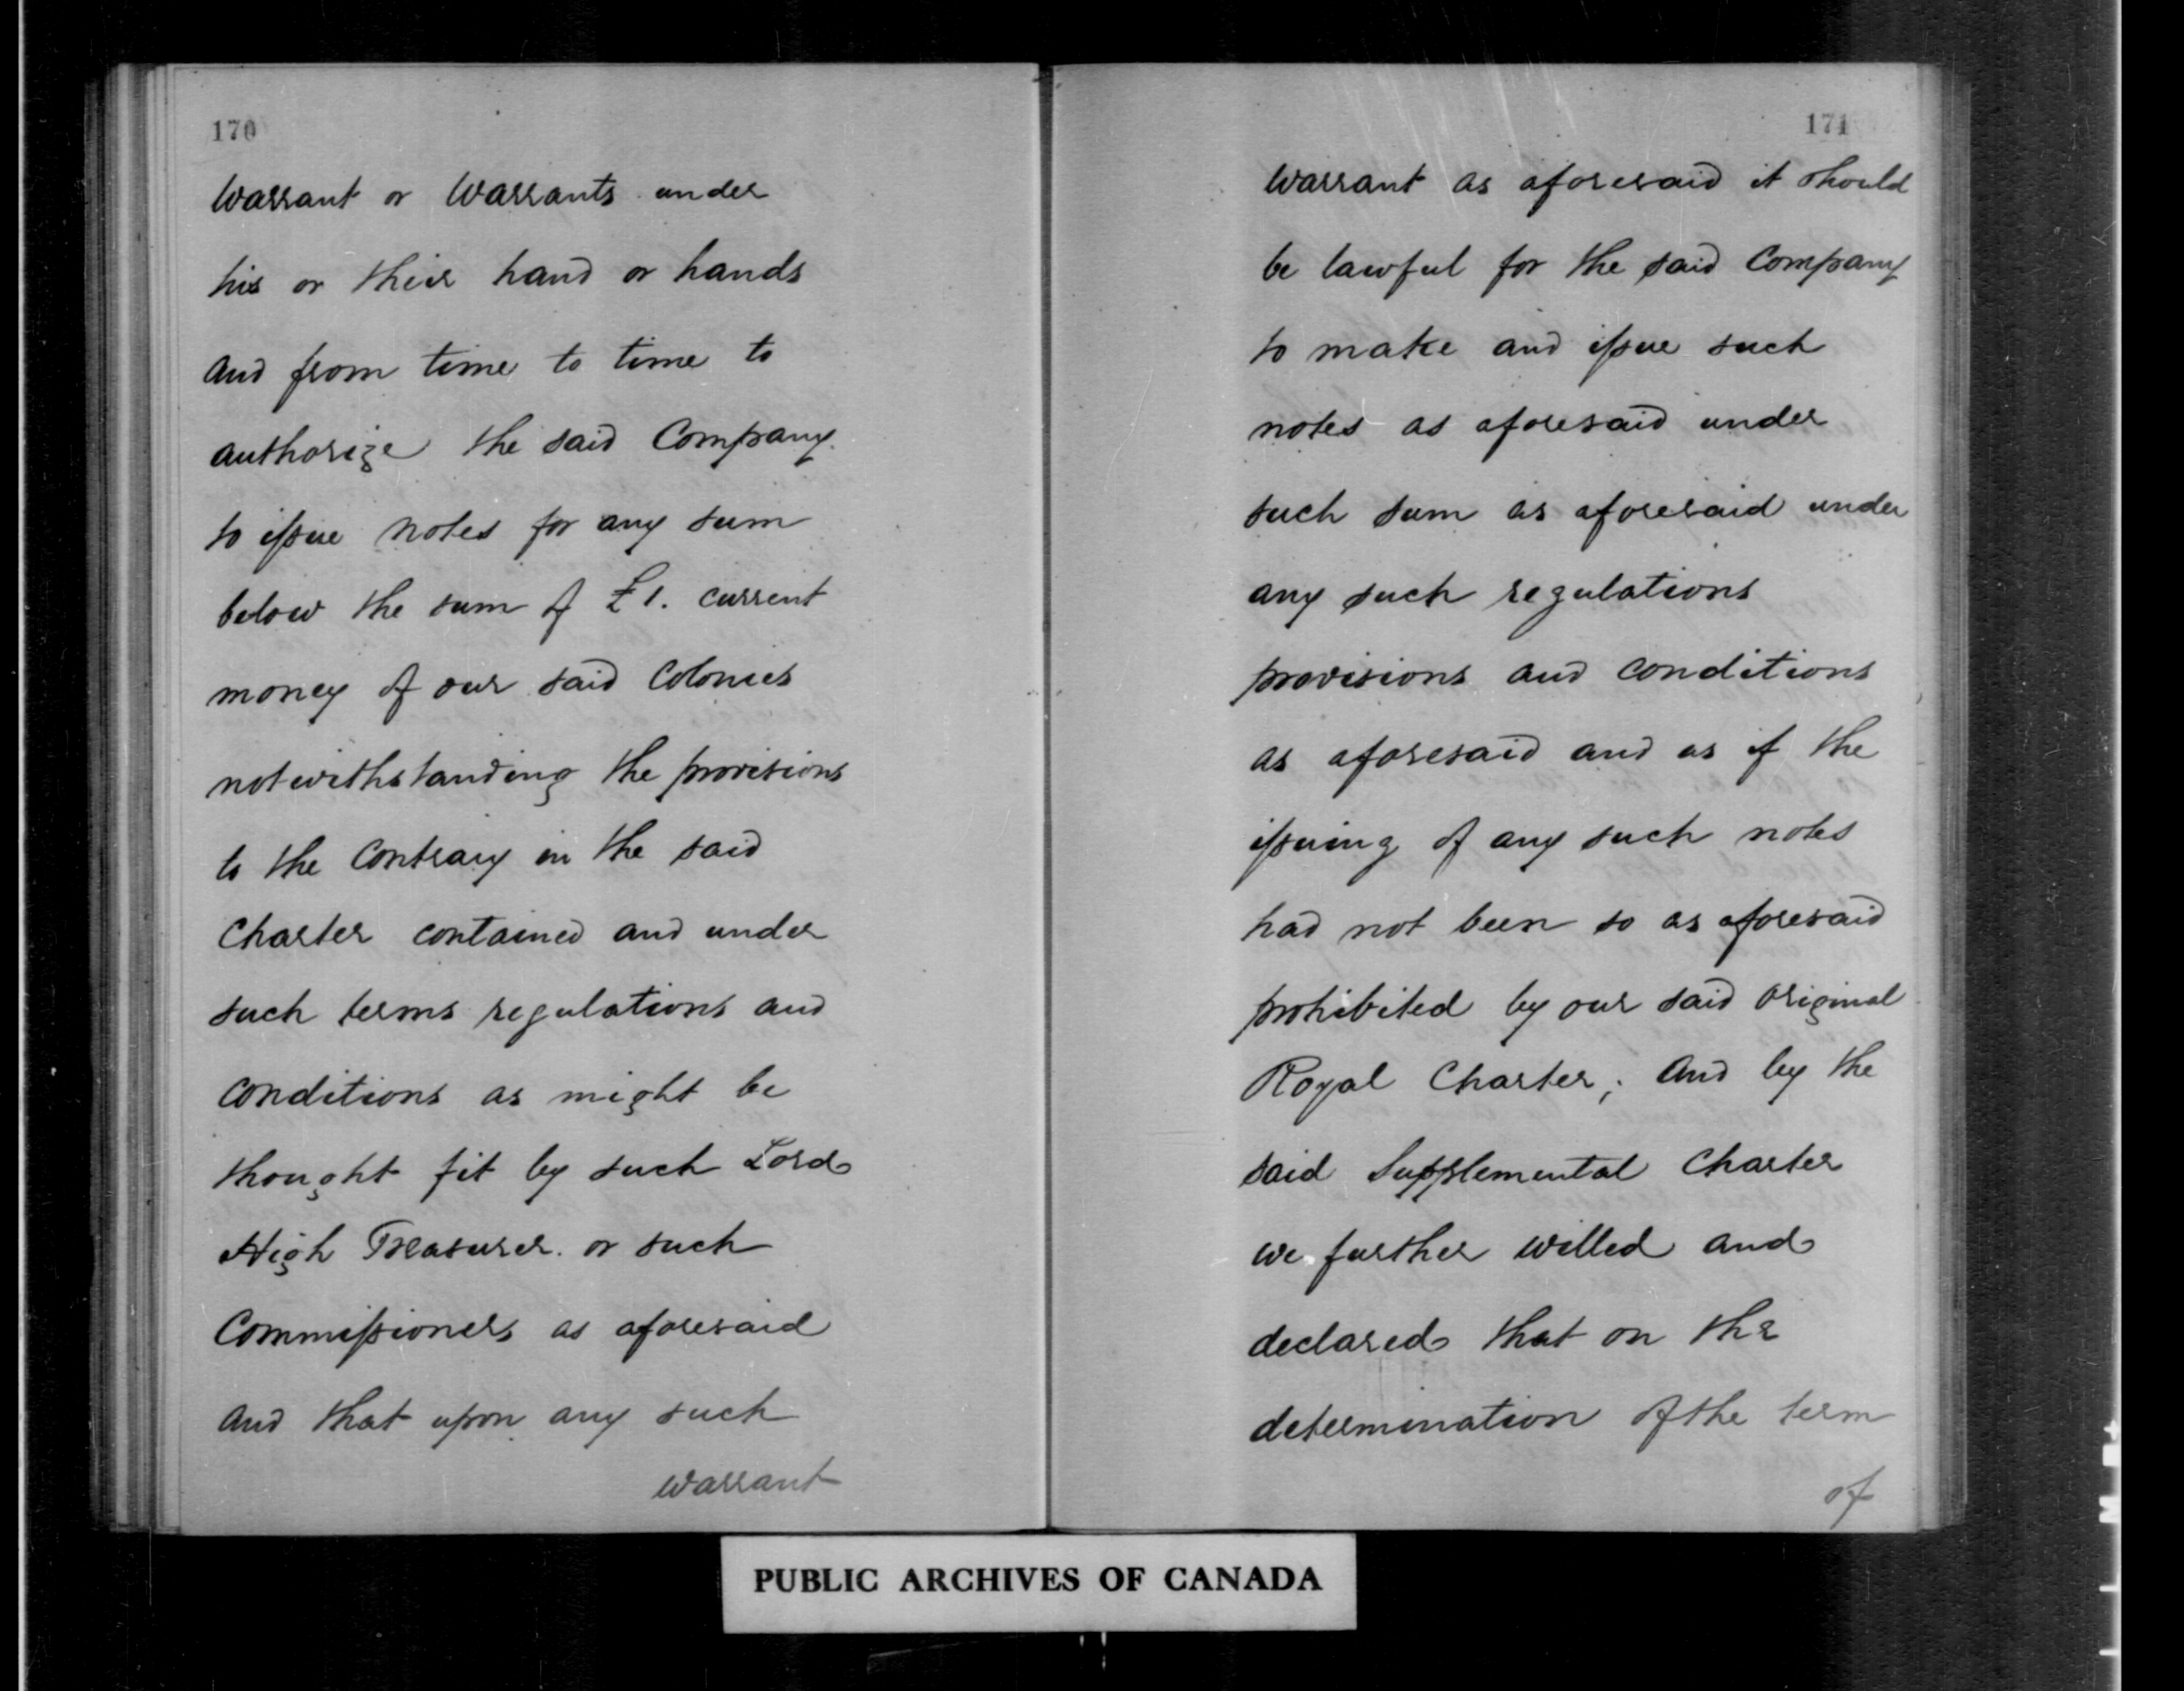 170
Warrant or Warrants under
his or their hand or hands
and from time to time to
authorize the said Company
to issue notes for any sum
below the sum of £1. current
money of our said Colonies
notwithstanding the provisions
to the Contrary in the said
Charter contained and under
such terms regulations and
conditions as might be
thought fit by such Lord
High Treasurer or such
Commissioners as aforesaid
and that upon any such
warrant
171
Warrant as aforesaid it should
be lawful for the said Company
to make and issue such
notes as aforesaid under
such sum as aforesaid under
any such regulations
provisions and conditions
as aforesaid and as if the
issuing of any such notes
had not been so as aforesaid
prohibited by our said Original
Royal Charter; And by the
said Supplemental Charter
we further willed and
declared that on the
determination of the term
of
PUBLIC ARCHIVES OF CANADA